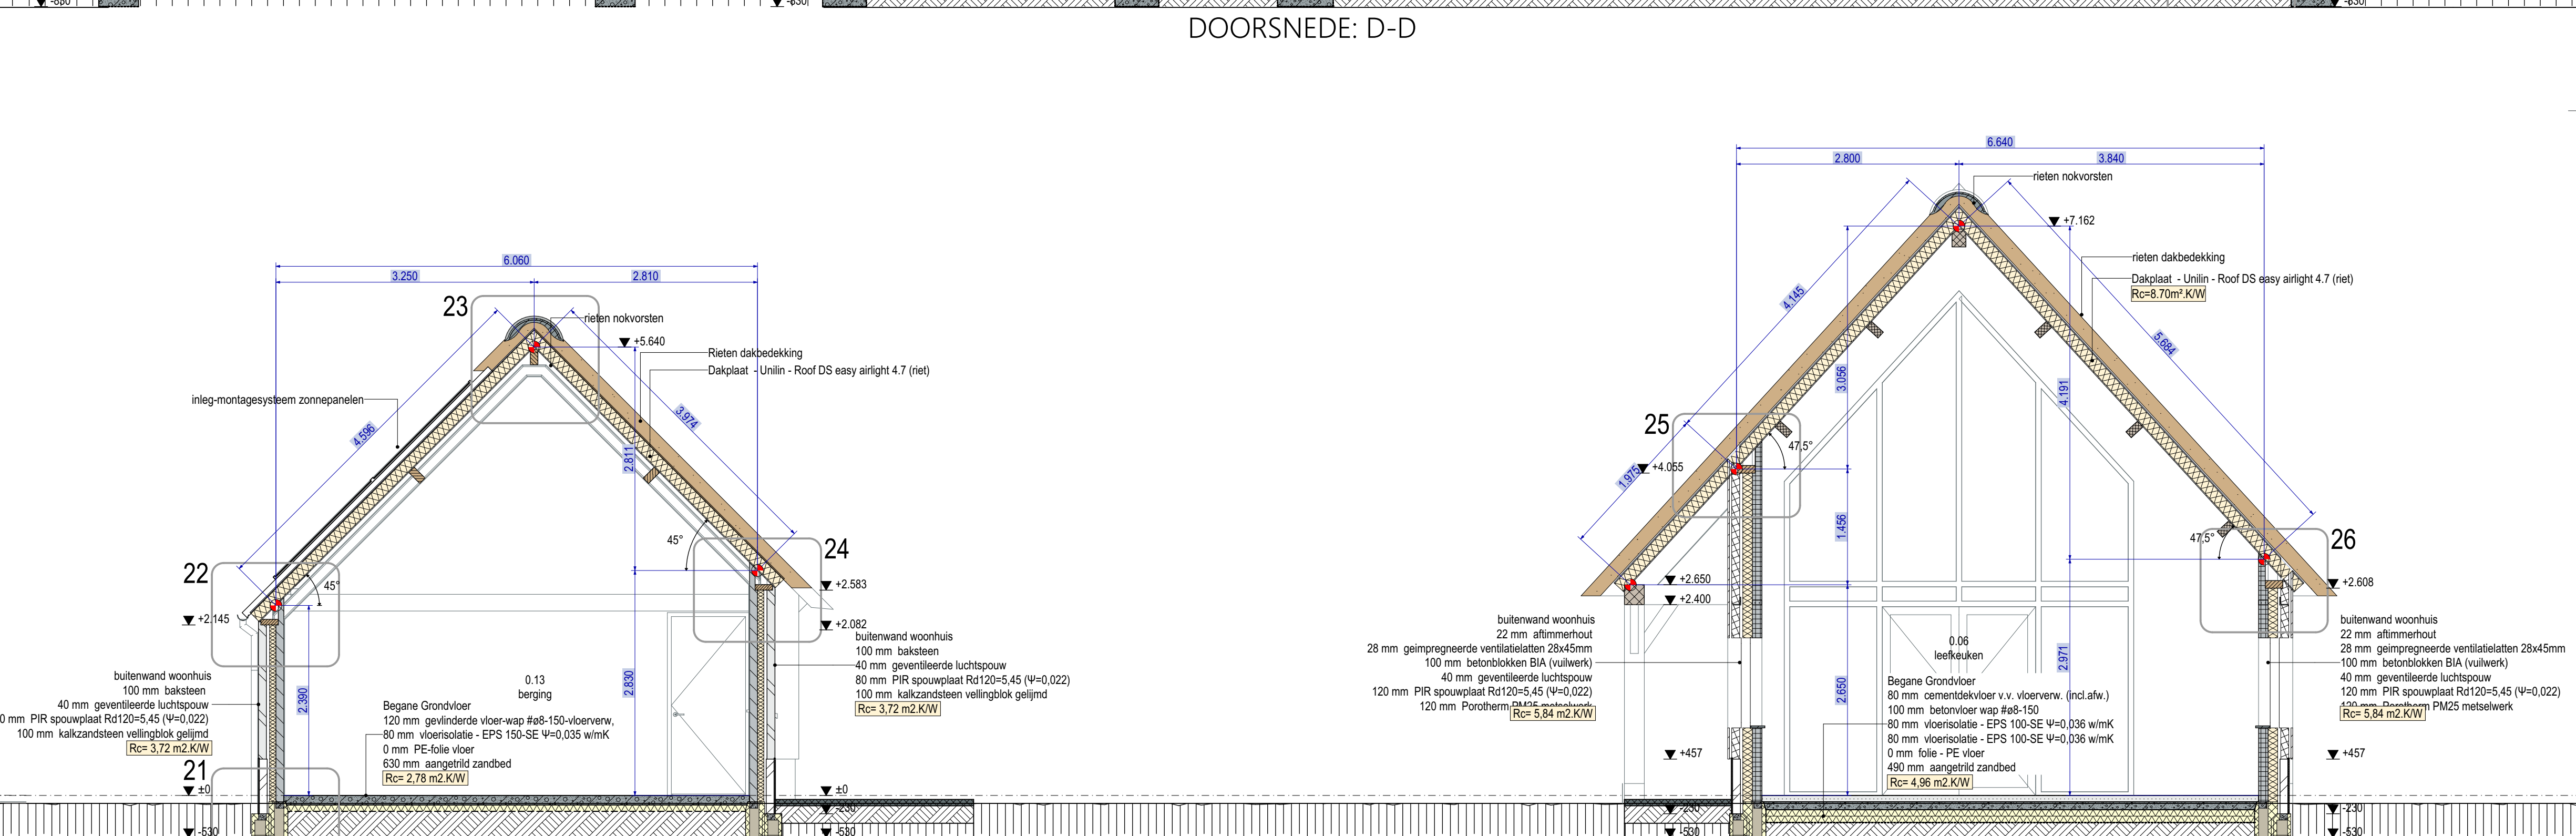 -630
-630
-630
DOORSNEDE: D-D
6.060
3.250
2.810
23
rieten nokvorsten
+5.640
Rieten dakbedekking
Dakplaat - Unilin - Roof DS easy airlight 4.7 (riet)
inleg-montagesysteem zonnepanelen
4.596
3.974
2.811
45°
45°
22
24
+2.145
+2.583
+2.082
buitenwand woonhuis
100 mm baksteen
40 mm geventileerde luchtspouw
0 mm PIR spouwplaat Rd120=5,45 (Ψ=0,022)
100 mm kalkzandsteen vellingblok gelijmd
Rc= 3,72 m2.K/W
21
±0
-530
2.390
0.13
berging
2.830
Begane Grondvloer
120 mm gevlinderde vloer-wap #ø8-150-vloerverw,
80 mm vloerisolatie - EPS 150-SE Ψ=0,035 w/mK
0 mm PE-folie vloer
630 mm aangetrild zandbed
Rc= 2,78 m2.K/W
buitenwand woonhuis
100 mm baksteen
40 mm geventileerde luchtspouw
80 mm PIR spouwplaat Rd120=5,45 (Ψ=0,022)
100 mm kalkzandsteen vellingblok gelijmd
Rc= 3,72 m2.K/W
±0
-230
-530
6.640
2.800
3.840
rieten nokvorsten
+7.162
rieten dakbedekking
Dakplaat - Unilin - Roof DS easy airlight 4.7 (riet)
Rc=8.70m².K/W
4.145
5.684
3.056
4.191
25
47,5°
+4.055
1.975
1.456
47,5°
26
+2.650
+2.400
+2.608
buitenwand woonhuis
22 mm aftimmerhout
28 mm geimpregneerde ventilatielatten 28x45mm
100 mm betonblokken BIA (vuilwerk)
40 mm geventileerde luchtspouw
120 mm PIR spouwplaat Rd120=5,45 (Ψ=0,022)
120 mm Porotherm PM25 metselwerk
Rc= 5,84 m2.K/W
+457
-230
-530
2.650
0.06
leefkeuken
2.971
Begane Grondvloer
80 mm cementdekvloer v.v. vloerverw. (incl.afw.)
100 mm betonvloer wap #ø8-150
80 mm vloerisolatie - EPS 100-SE Ψ=0,036 w/mK
80 mm vloerisolatie - EPS 100-SE Ψ=0,036 w/mK
0 mm folie - PE vloer
490 mm aangetrild zandbed
Rc= 4,96 m2.K/W
buitenwand woonhuis
22 mm aftimmerhout
28 mm geimpregneerde ventilatielatten 28x45mm
100 mm betonblokken BIA (vuilwerk)
40 mm geventileerde luchtspouw
120 mm PIR spouwplaat Rd120=5,45 (Ψ=0,022)
120 mm Porotherm PM25 metselwerk
Rc= 5,84 m2.K/W
+457
-230
-530